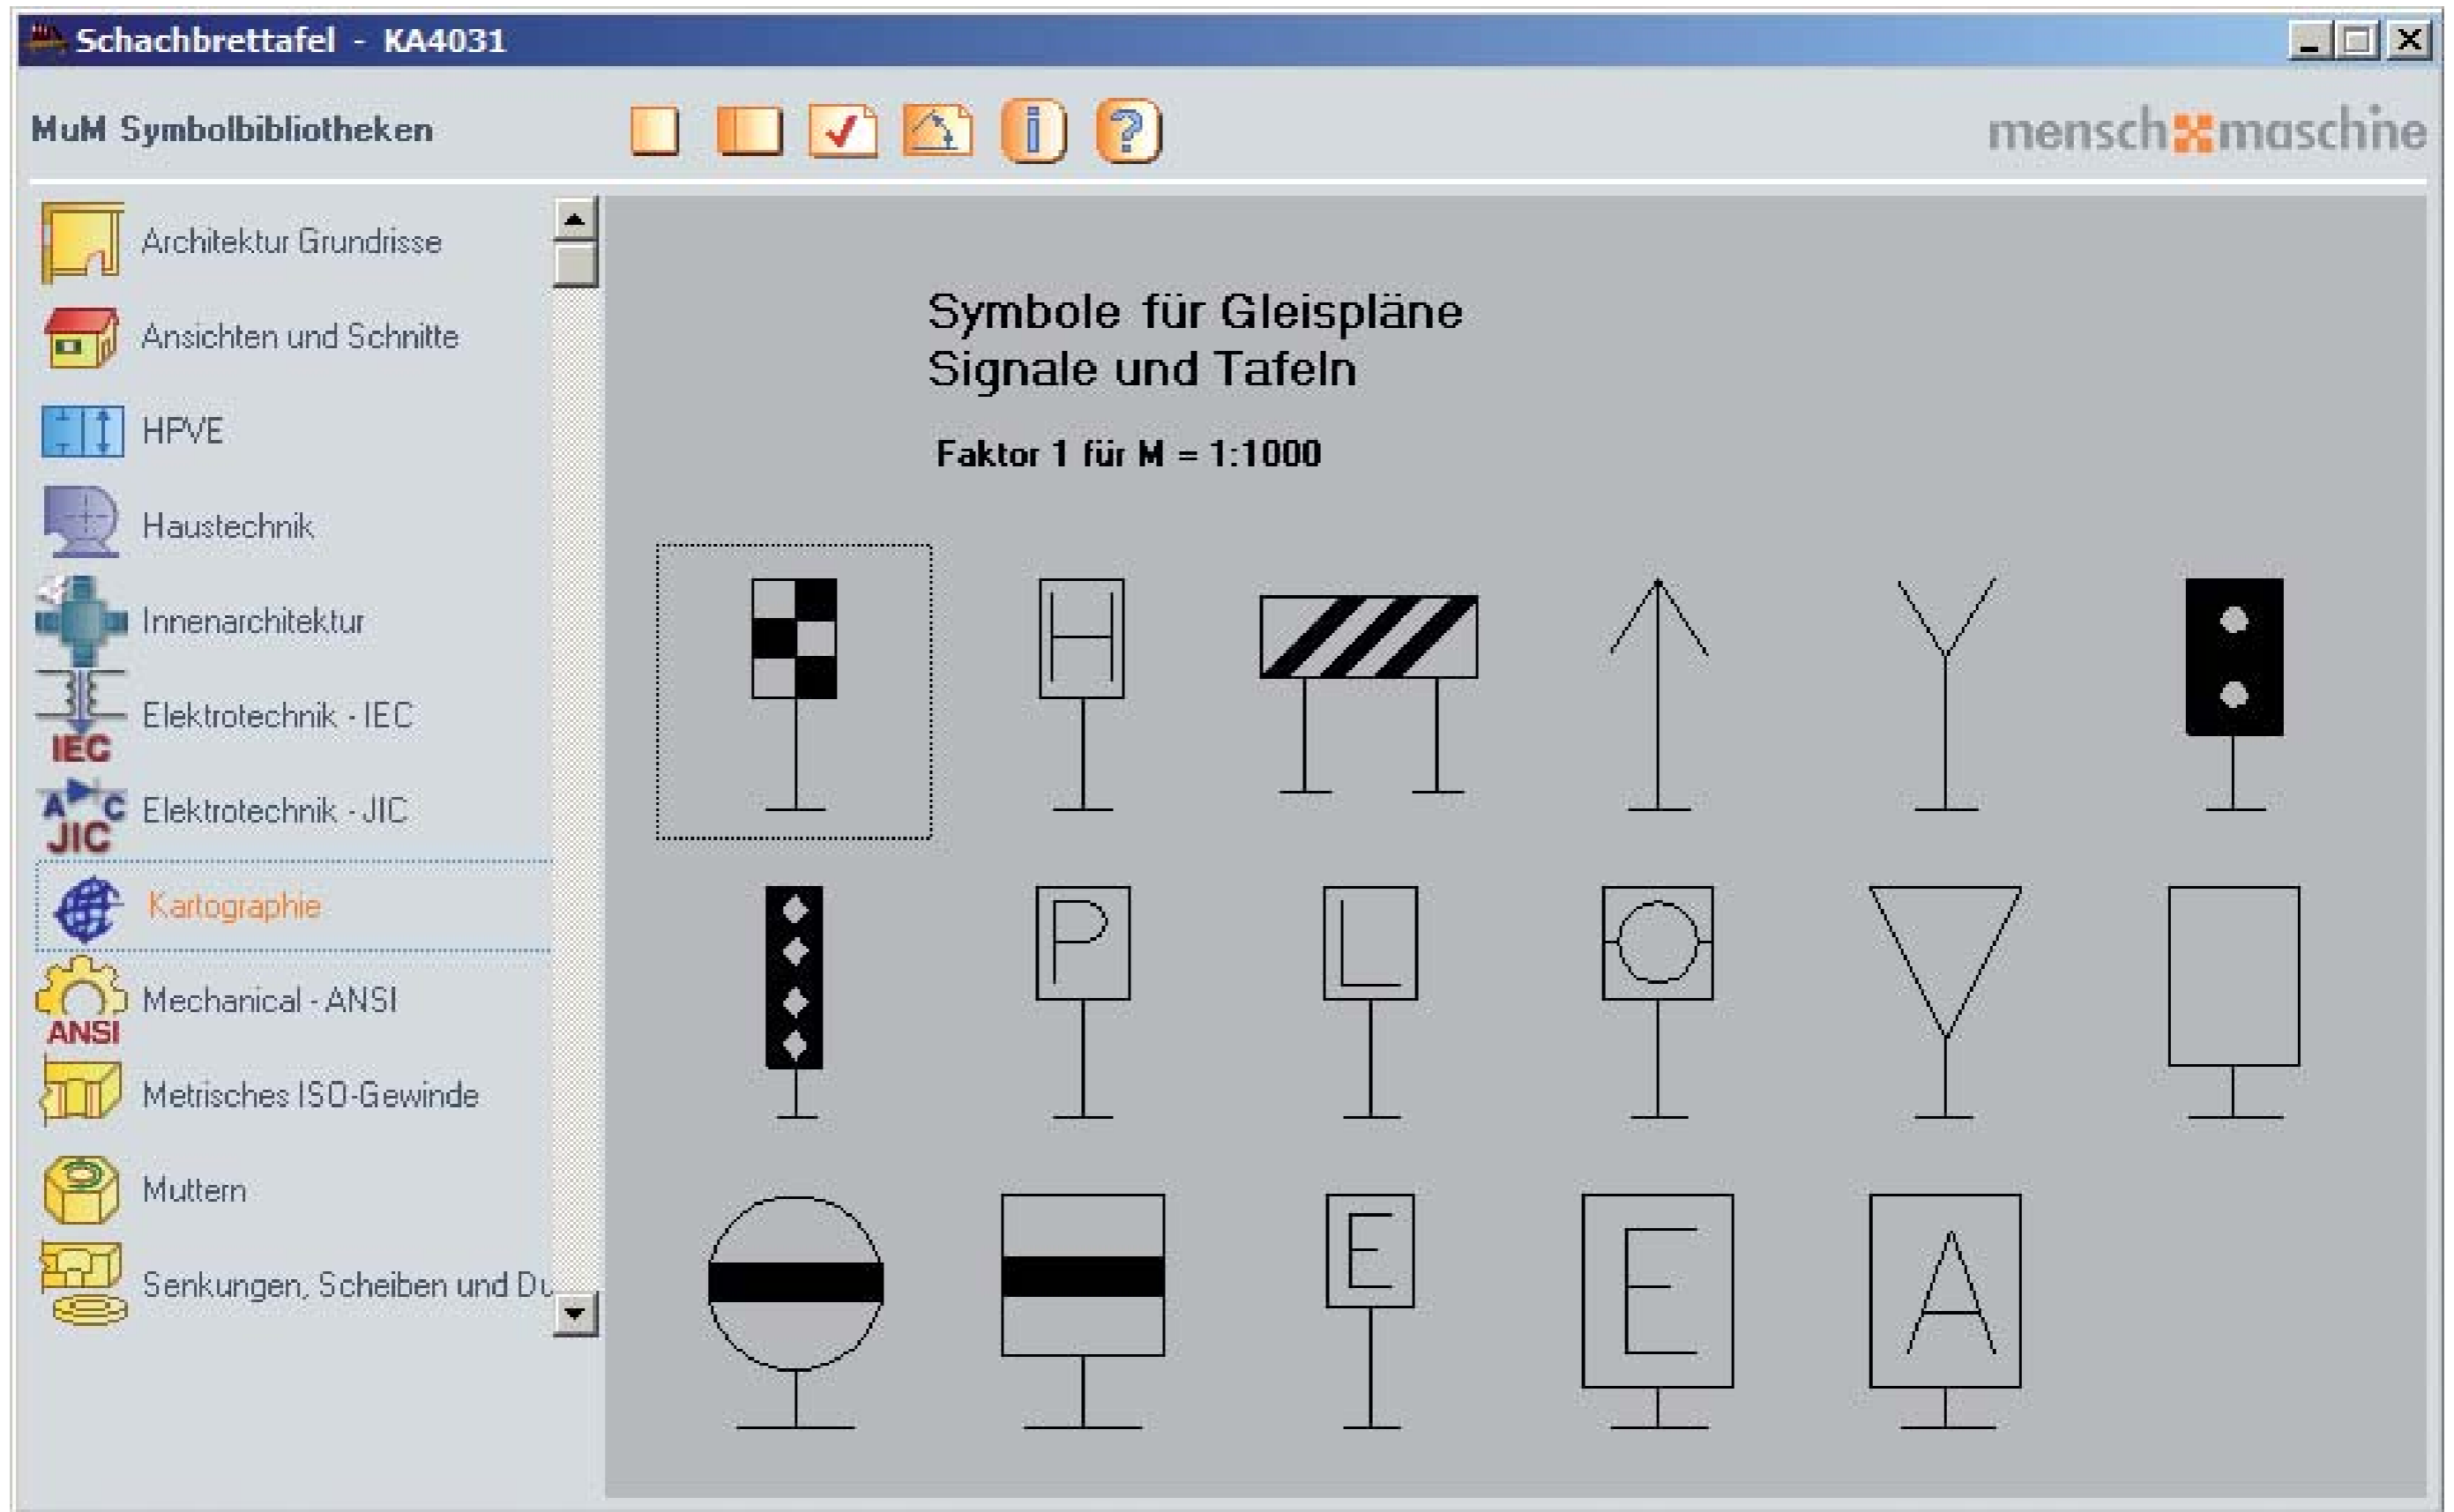 Schachbrettafel - KA4031
MuM Symbolbibliotheken
mensch maschine
Architektur Grundrisse
Ansichten und Schnitte
HPVE
Haustechnik
Innenarchitektur
IEC
Elektrotechnik - IEC
A C
JIC
Elektrotechnik - JIC
Kartographie
ANSI
Mechanical - ANSI
Metrisches ISO-Gewinde
Muttern
Senkungen, Scheiben und Du
Symbole für Gleispläne
Signale und Tafeln
Faktor 1 für M = 1:1000
H
P L
E E A